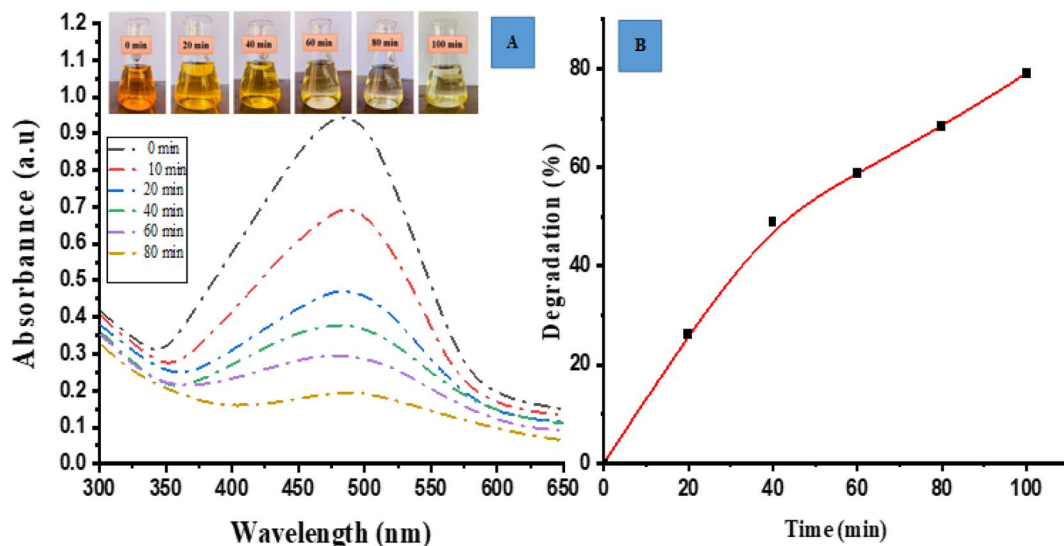 0 min
20 min
40 min
60 min
80 min
100 min
A
1.2
1.1
1.0
0.9
0.8
0.7
0.6
0.5
0.4
0.3
0.2
0.1
0.0
Absorbannce (a.u)
0 min
10 min
20 min
40 min
60 min
80 min
300 350 400 450 500 550 600 650
Wavelength (nm)
B
80
60
40
20
0
Degradation (%)
0 20 40 60 80 100
Time (min)